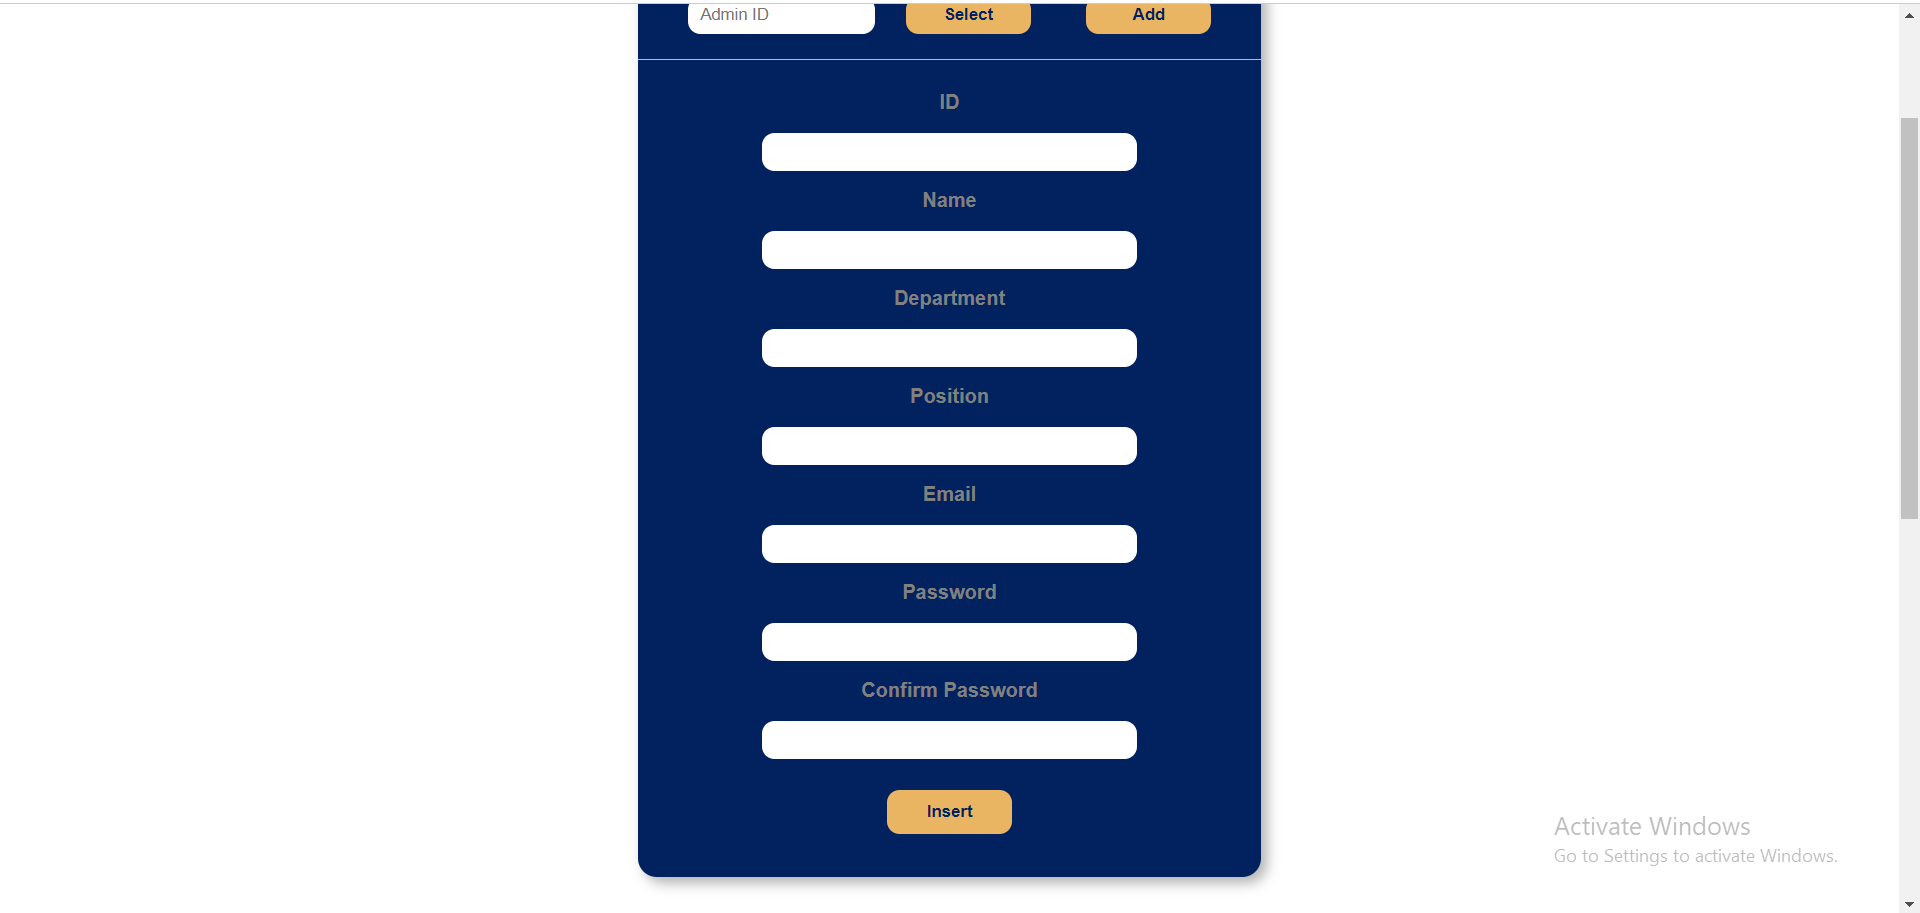 Admin ID Select Add
ID
Name
Department
Position
Email
Password
Confirm Password
Insert
Activate Windows
Go to Settings to activate Windows.